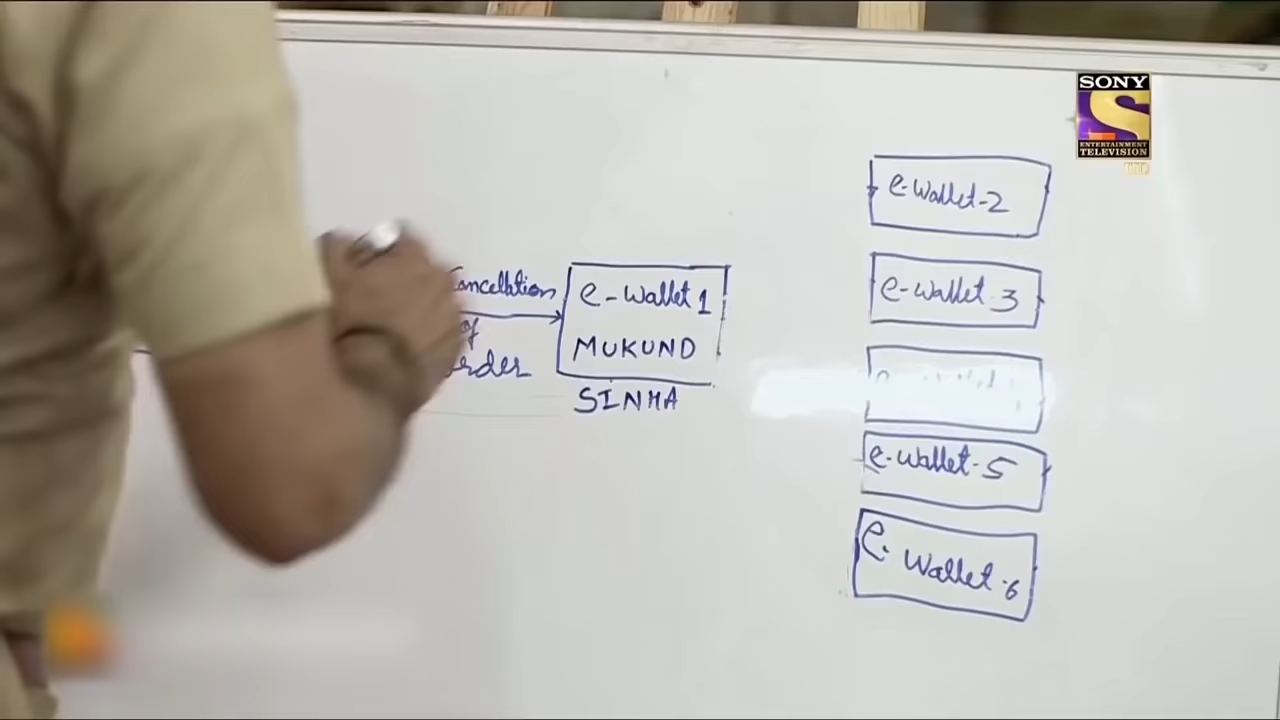 SONY
ENTERTAINMENT
TELEVISION
e-Wallet-2
Cancellation
of
order
e-Wallet 1
MUKUND
SINHA
e-Wallet-3
e-Wallet-5
e-Wallet-6